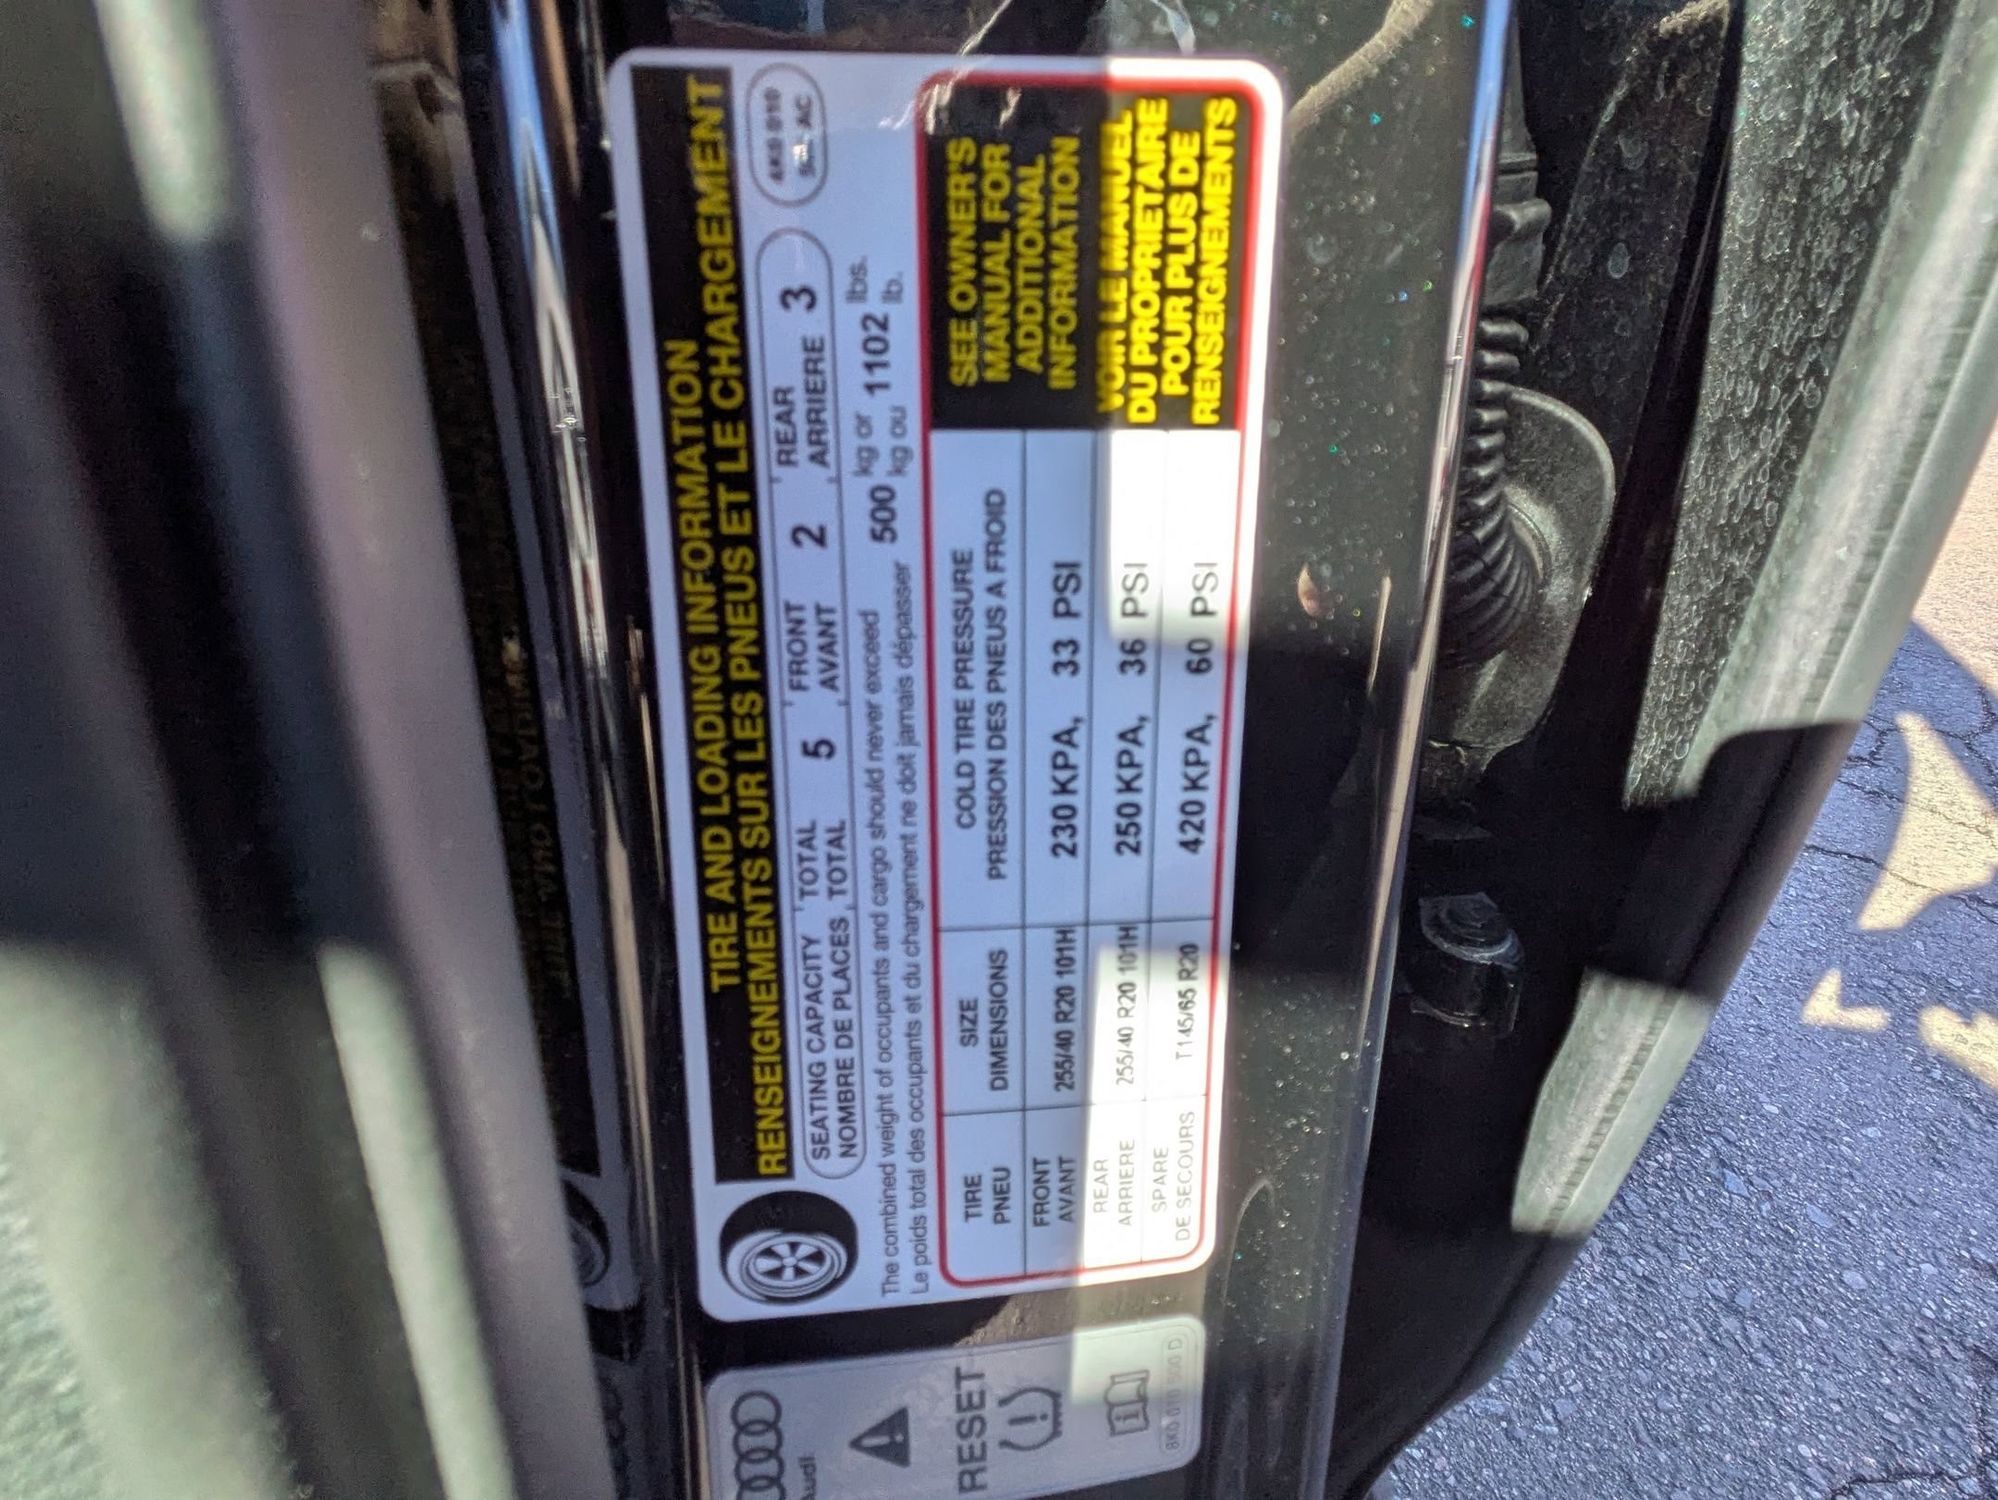 TIRE AND LOADING INFORMATION
RENSEIGNEMENTS SUR LES PNEUS ET LE CHARGEMENT
SEATING CAPACITY TOTAL 5 FRONT 2 REAR 3
NOMBRE DE PLACES TOTAL AVANT ARRIERE
The combined weight of occupants and cargo should never exceed 500 kg or 1102 lbs.
Le poids total des occupants et du chargement ne doit jamais dépasser kg ou lb.
TIRE SIZE COLD TIRE PRESSURE
PNEU DIMENSIONS PRESSION DES PNEUS A FROID
FRONT
AVANT 255/40 R20 101H 230 KPA, 33 PSI
REAR
ARRIERE 255/40 R20 101H 250 KPA, 36 PSI
SPARE
DE SECOURS T145/65 R20 420 KPA, 60 PSI
SEE OWNER'S
MANUAL FOR
ADDITIONAL
INFORMATION
VOIR LE MANUEL
DU PROPRIETAIRE
POUR PLUS DE
RENSEIGNEMENTS
Audi
RESET